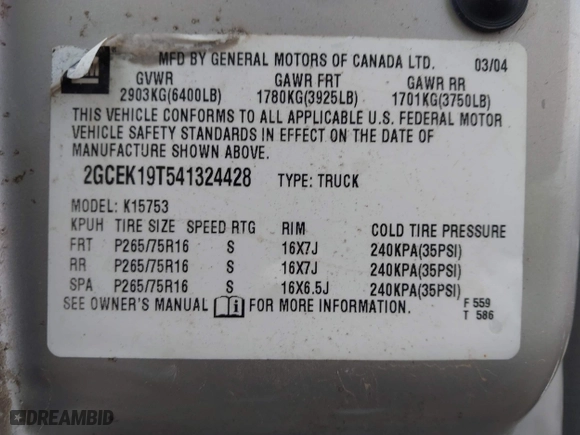 MFD BY GENERAL MOTORS OF CANADA LTD. 03/04
GVWR GAWR FRT GAWR RR
2903KG(6400LB) 1780KG(3925LB) 1701KG(3750LB)
THIS VEHICLE CONFORMS TO ALL APPLICABLE U.S. FEDERAL MOTOR
VEHICLE SAFETY STANDARDS IN EFFECT ON THE DATE OF
MANUFACTURE SHOWN ABOVE.
2GCEK19T541324428 TYPE: TRUCK
MODEL: K15753
KPUH TIRE SIZE SPEED RTG RIM COLD TIRE PRESSURE
FRT P265/75R16 S 16X7J 240KPA(35PSI)
RR P265/75R16 S 16X7J 240KPA(35PSI)
SPA P265/75R16 S 16X6.5J 240KPA(35PSI)
SEE OWNER'S MANUAL FOR MORE INFORMATION.
F 559
T 586
DREAMBID